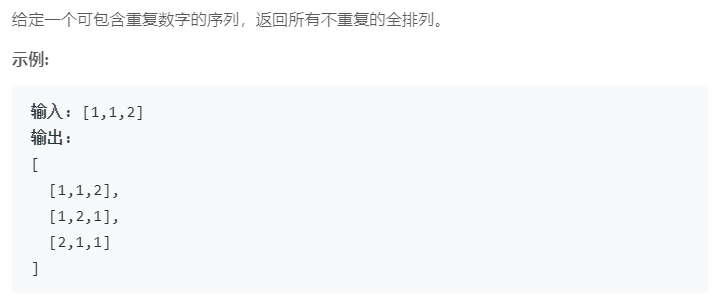 给定一个可包含重复数字的序列，返回所有不重复的全排列。
示例:
输入: [1,1,2]
输出:
[
  [1,1,2],
  [1,2,1],
  [2,1,1]
]